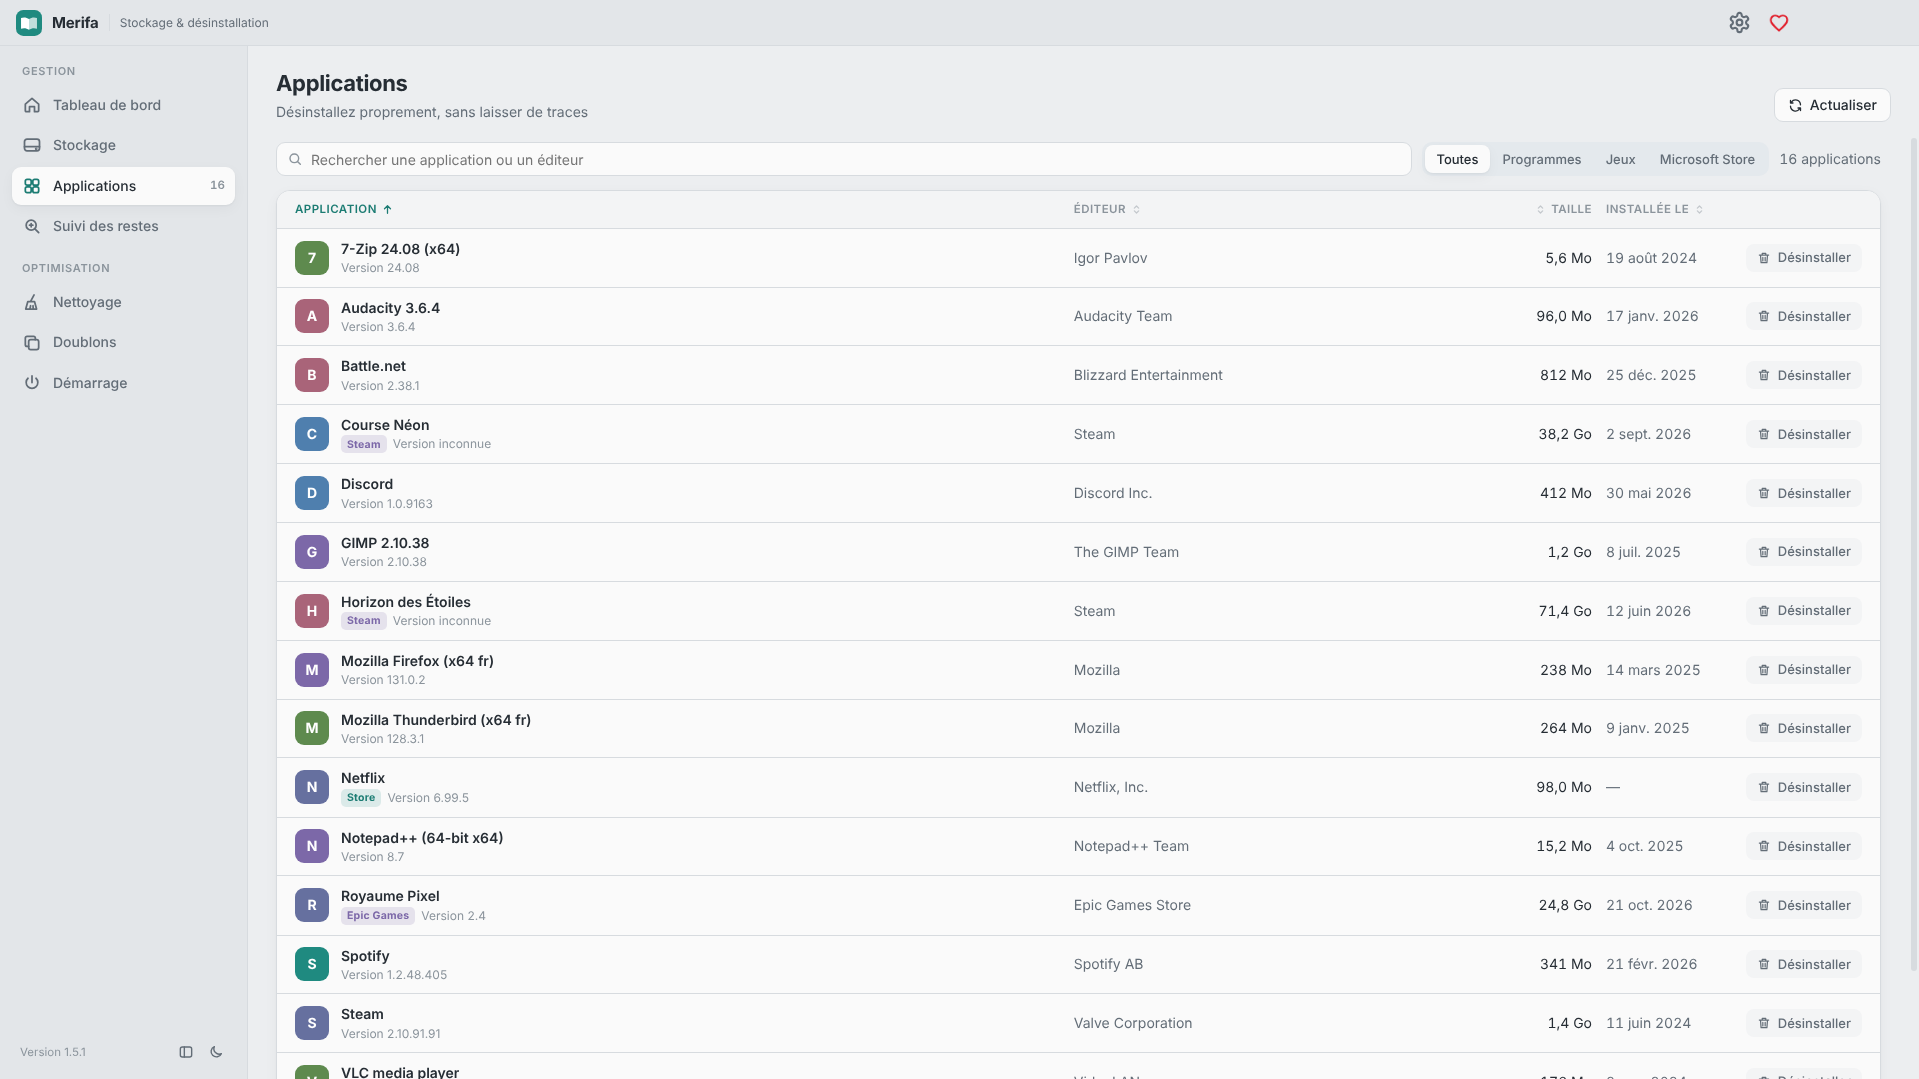 Merifa
Stockage & désinstallation
GESTION
Tableau de bord
Stockage
Applications 16
Suivi des restes
OPTIMISATION
Nettoyage
Doublons
Démarrage
Version 1.5.1
Applications
Désinstallez proprement, sans laisser de traces
Actualiser
Rechercher une application ou un éditeur
Toutes Programmes Jeux Microsoft Store 16 applications
APPLICATION ÉDITEUR TAILLE INSTALLÉE LE
7 7-Zip 24.08 (x64)
Version 24.08
Igor Pavlov 5,6 Mo 19 août 2024 Désinstaller
A Audacity 3.6.4
Version 3.6.4
Audacity Team 96,0 Mo 17 janv. 2026 Désinstaller
B Battle.net
Version 2.38.1
Blizzard Entertainment 812 Mo 25 déc. 2025 Désinstaller
C Course Néon
Steam Version inconnue
Steam 38,2 Go 2 sept. 2026 Désinstaller
D Discord
Version 1.0.9163
Discord Inc. 412 Mo 30 mai 2026 Désinstaller
G GIMP 2.10.38
Version 2.10.38
The GIMP Team 1,2 Go 8 juil. 2025 Désinstaller
H Horizon des Étoiles
Steam Version inconnue
Steam 71,4 Go 12 juin 2026 Désinstaller
M Mozilla Firefox (x64 fr)
Version 131.0.2
Mozilla 238 Mo 14 mars 2025 Désinstaller
M Mozilla Thunderbird (x64 fr)
Version 128.3.1
Mozilla 264 Mo 9 janv. 2025 Désinstaller
N Netflix
Store Version 6.99.5
Netflix, Inc. 98,0 Mo — Désinstaller
N Notepad++ (64-bit x64)
Version 8.7
Notepad++ Team 15,2 Mo 4 oct. 2025 Désinstaller
R Royaume Pixel
Epic Games Version 2.4
Epic Games Store 24,8 Go 21 oct. 2026 Désinstaller
S Spotify
Version 1.2.48.405
Spotify AB 341 Mo 21 févr. 2026 Désinstaller
S Steam
Version 2.10.91.91
Valve Corporation 1,4 Go 11 juin 2024 Désinstaller
VLC media player